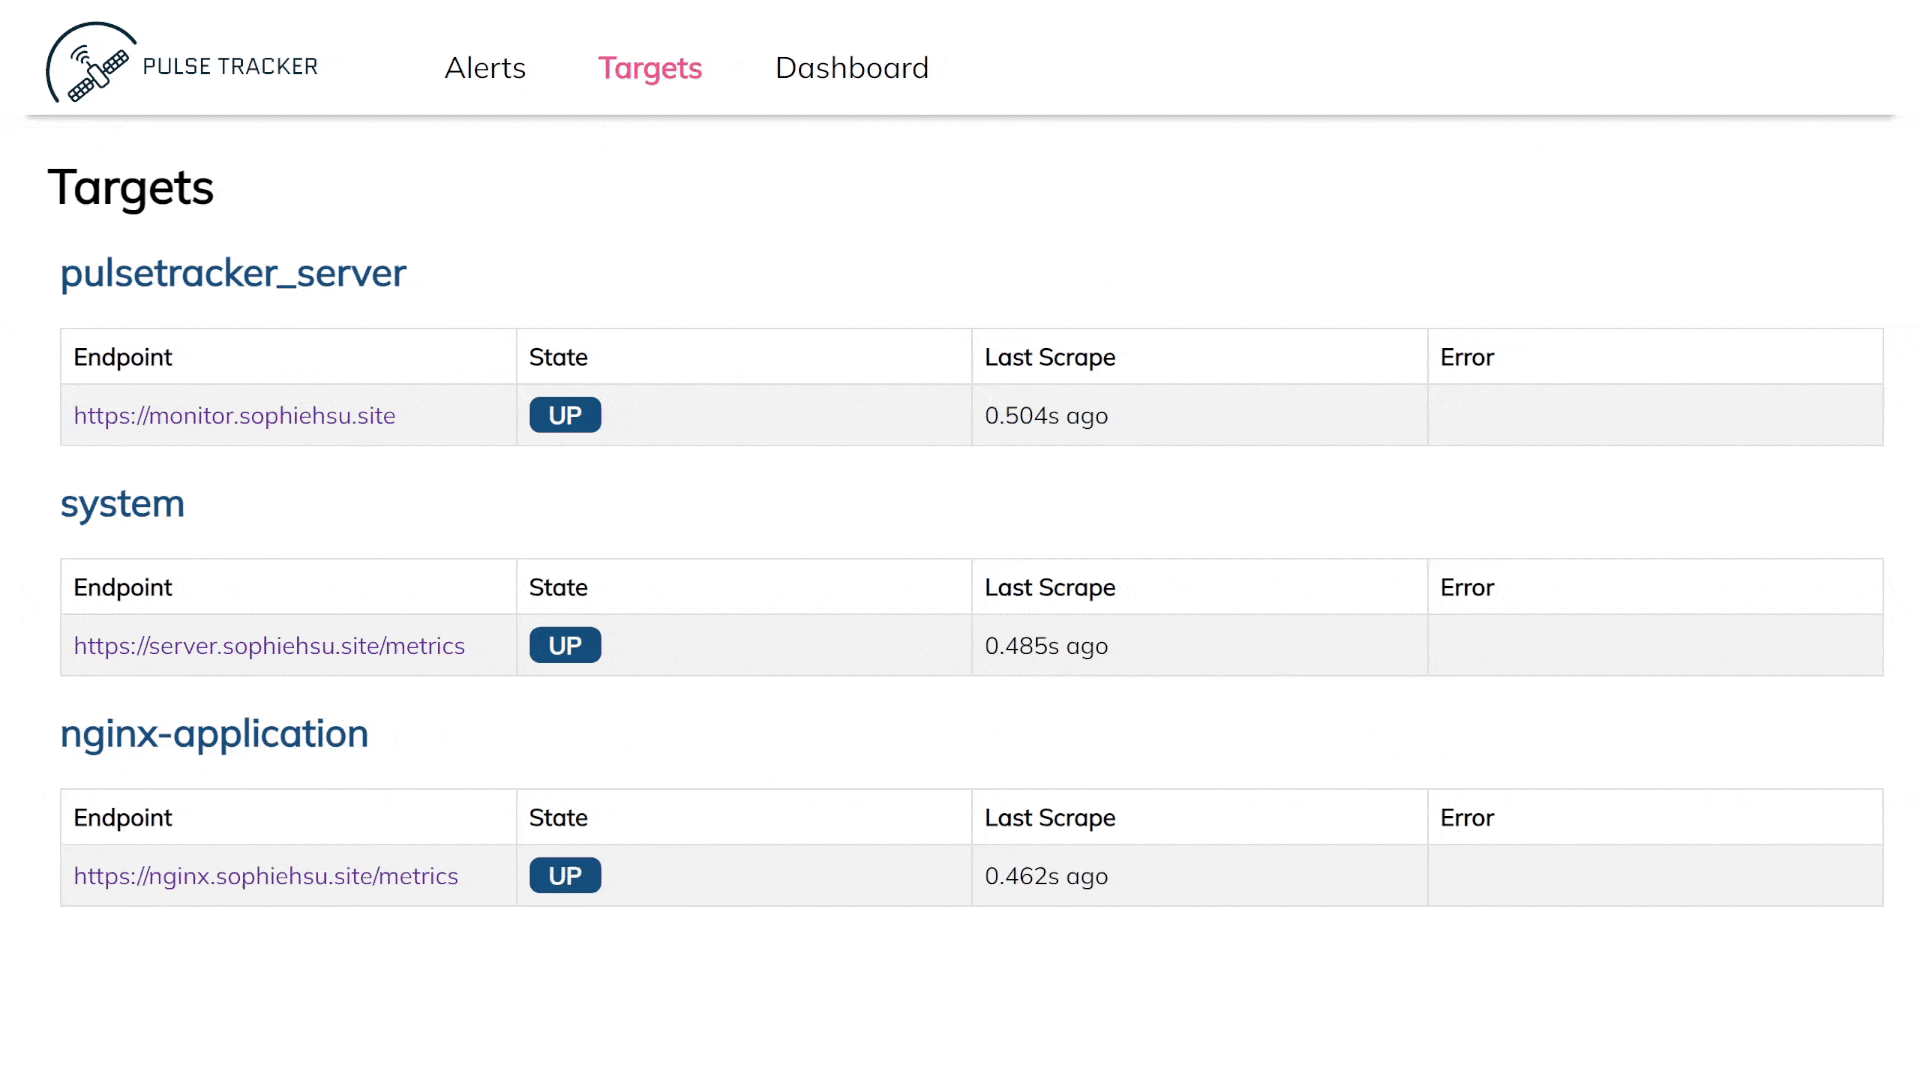 PULSE TRACKER Alerts Targets Dashboard
Targets
pulsetracker_server
Endpoint State Last Scrape Error
https://monitor.sophiehsu.site UP 0.504s ago
system
Endpoint State Last Scrape Error
https://server.sophiehsu.site/metrics UP 0.485s ago
nginx-application
Endpoint State Last Scrape Error
https://nginx.sophiehsu.site/metrics UP 0.462s ago